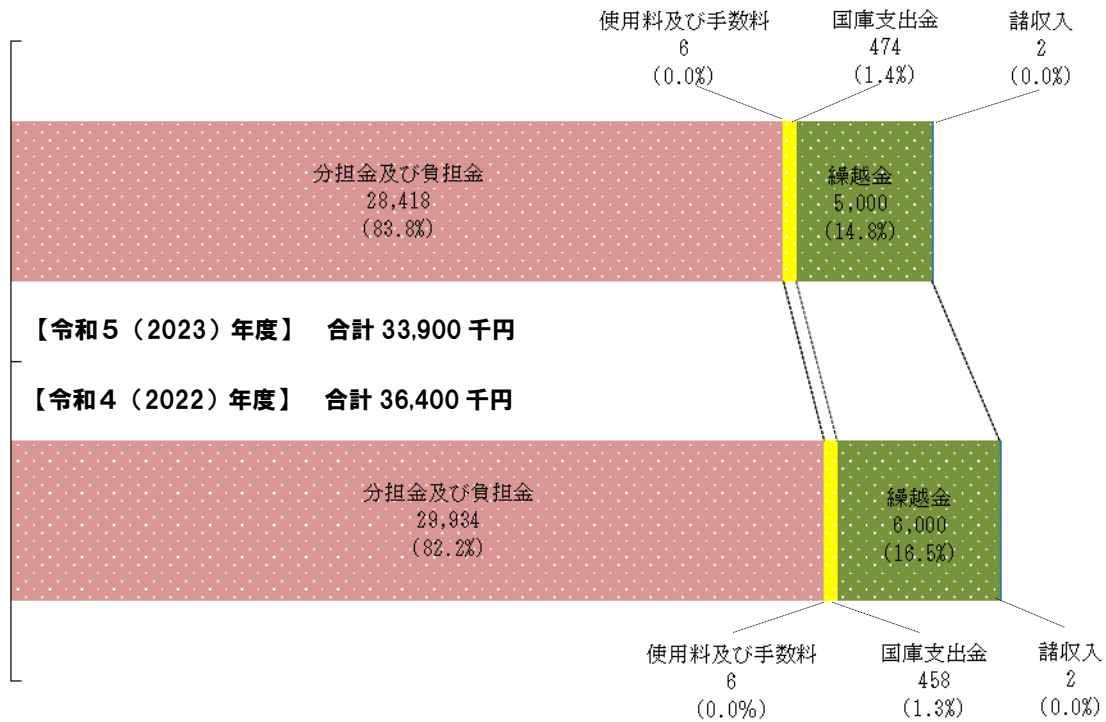 使用料及び手数料
6
(0.0%)
国庫支出金
474
(1.4%)
諸収入
2
(0.0%)
分担金及び負担金
28,418
(83.8%)
繰越金
5,000
(14.8%)
【令和５（2023）年度】　合計 33,900 千円
【令和４（2022）年度】　合計 36,400 千円
分担金及び負担金
29,934
(82.2%)
繰越金
6,000
(16.5%)
使用料及び手数料
6
(0.0%)
国庫支出金
458
(1.3%)
諸収入
2
(0.0%)